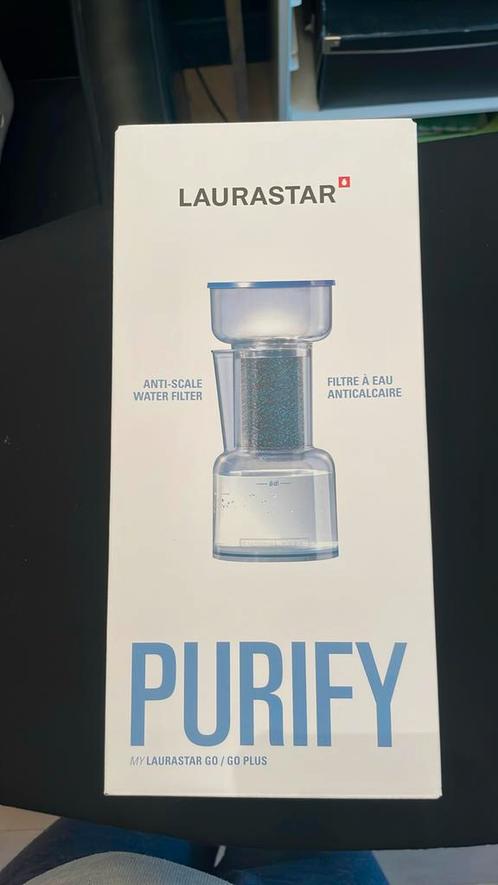 LAURASTAR
ANTI-SCALE
WATER FILTER
FILTRE À EAU
ANTICALCAIRE
PURIFY
MY LAURASTAR GO / GO PLUS